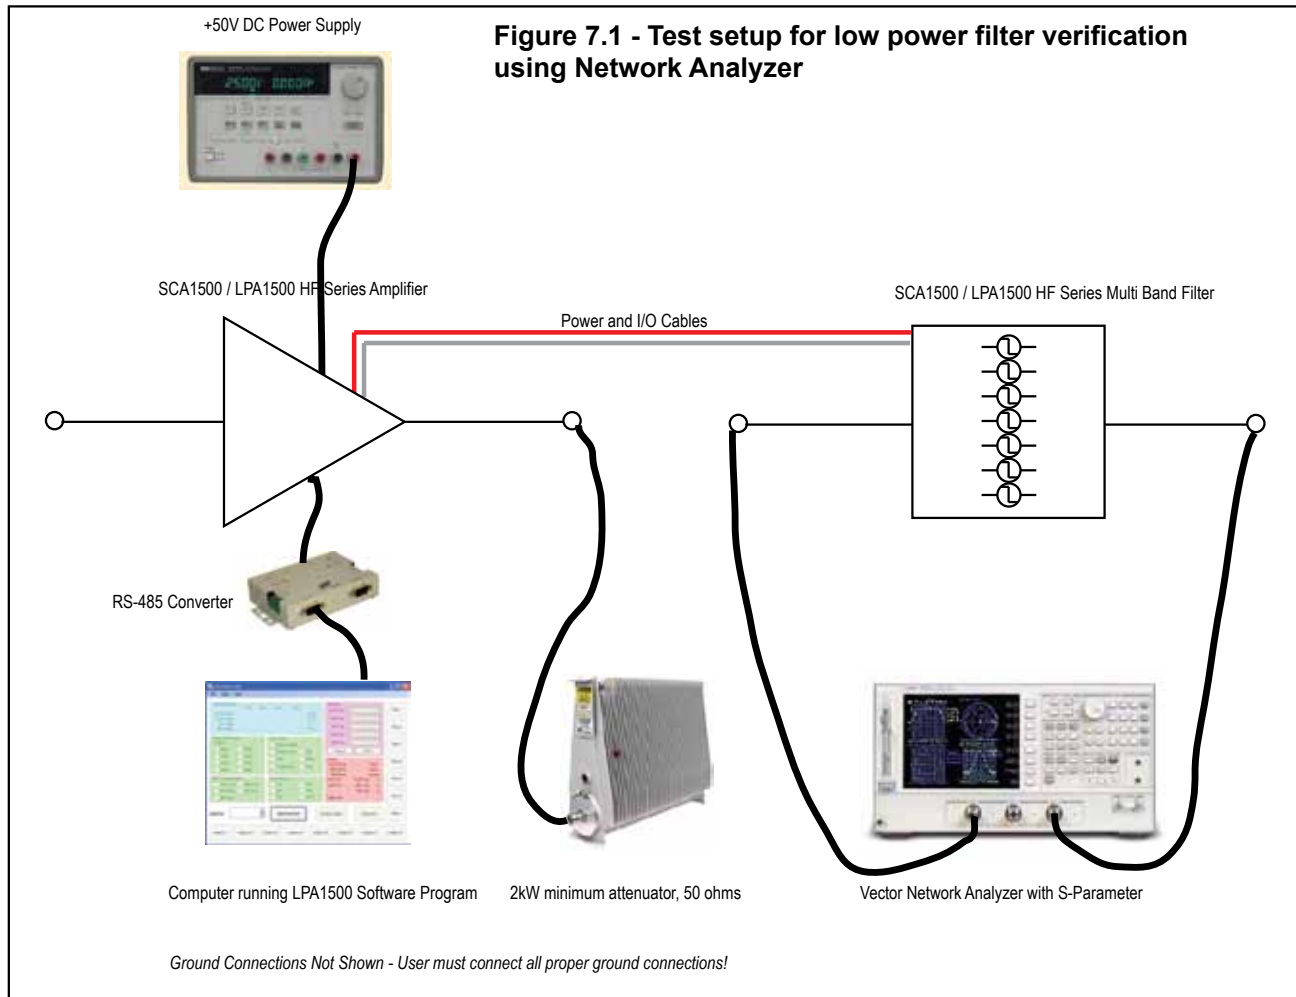 +50V DC Power Supply
Figure 7.1 - Test setup for low power filter verification
using Network Analyzer
SCA1500 / LPA1500 HF Series Amplifier
SCA1500 / LPA1500 HF Series Multi Band Filter
Power and I/O Cables
RS-485 Converter
Computer running LPA1500 Software Program
2kW minimum attenuator, 50 ohms
Vector Network Analyzer with S-Parameter
Ground Connections Not Shown - User must connect all proper ground connections!